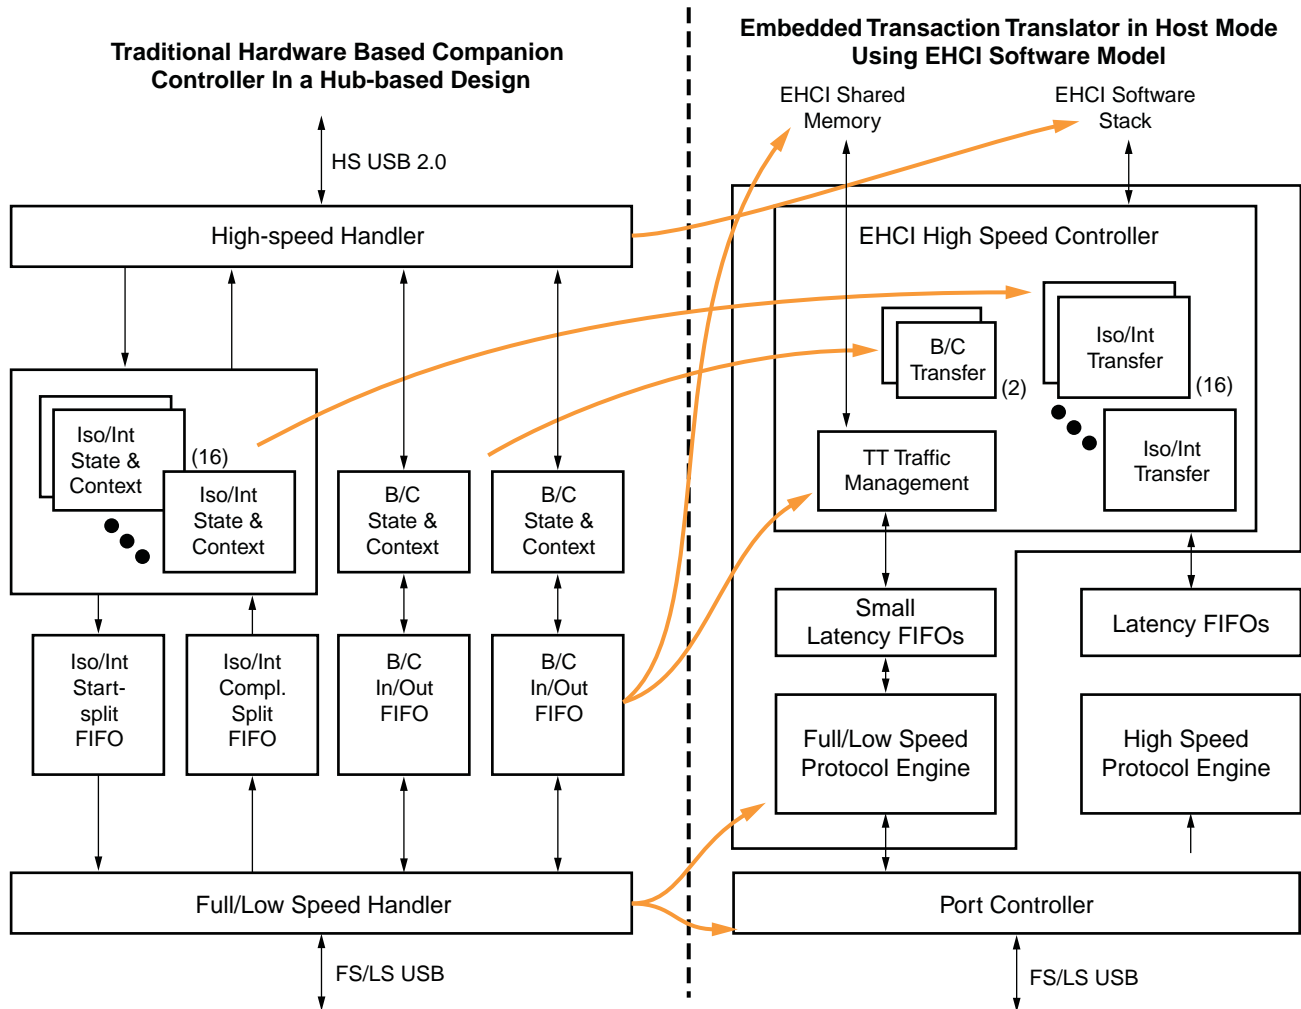 Traditional Hardware Based Companion
Controller In a Hub-based Design
HS USB 2.0
High-speed Handler
Iso/Int
State &
Context
(16)
Iso/Int
State &
Context
B/C
State &
Context
B/C
State &
Context
Iso/Int
Start-
split
FIFO
Iso/Int
Compl.
Split
FIFO
B/C
In/Out
FIFO
B/C
In/Out
FIFO
Full/Low Speed Handler
FS/LS USB
Embedded Transaction Translator in Host Mode
Using EHCI Software Model
EHCI Shared
Memory
EHCI Software
Stack
EHCI High Speed Controller
B/C
Transfer
(2)
Iso/Int
Transfer
(16)
Iso/Int
Transfer
TT Traffic
Management
Small
Latency FIFOs
Latency FIFOs
Full/Low Speed
Protocol Engine
High Speed
Protocol Engine
Port Controller
FS/LS USB